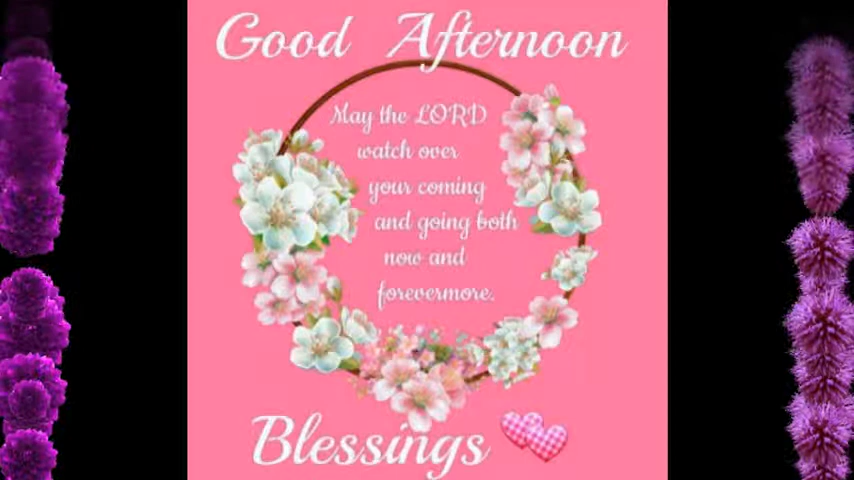 Good Afternoon
May the LORD
watch over
your coming
and going both
now and
forevermore.
Blessings